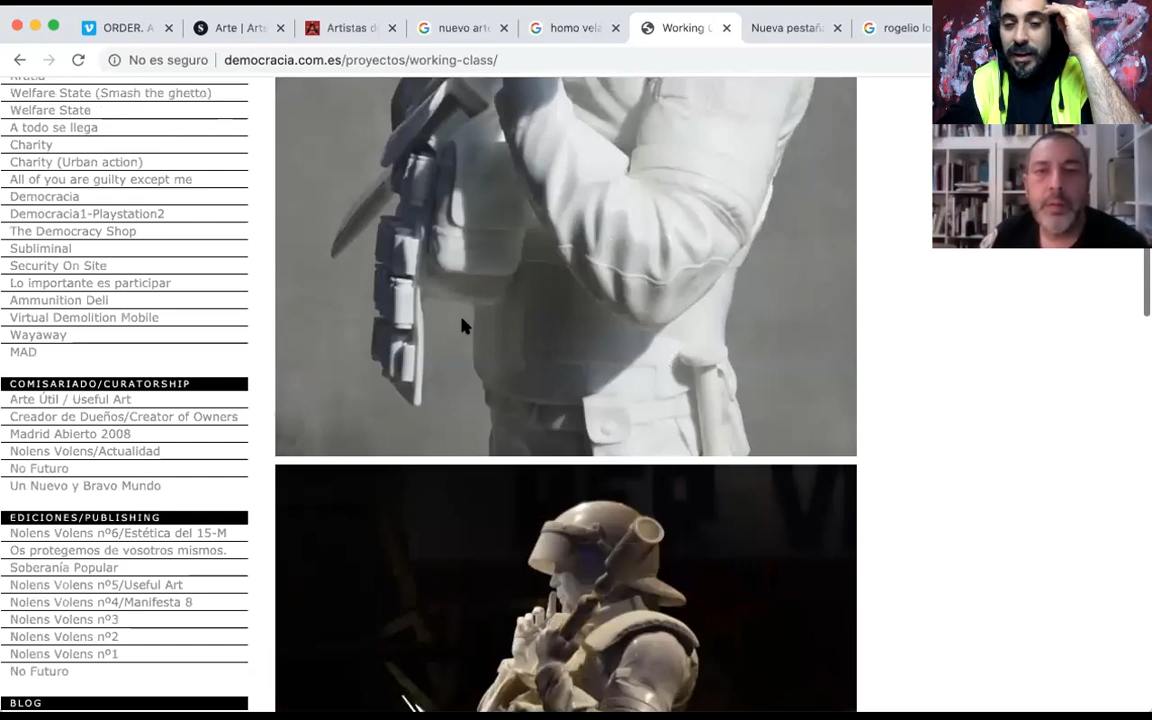 ORDER. A
Arte | Arts
Artistas d
nuevo arte
homo vela
Working C
Nueva pestañ
rogelio lo
No es seguro
democracia.com.es/proyectos/working-class/
Kratia
Welfare State (Smash the ghetto)
Welfare State
A todo se llega
Charity
Charity (Urban action)
All of you are guilty except me
Democracia
Democracia1-Playstation2
The Democracy Shop
Subliminal
Security On Site
Lo importante es participar
Ammunition Deli
Virtual Demolition Mobile
Wayaway
MAD
COMISARIADO/CURATORSHIP
Arte Útil / Useful Art
Creador de Dueños/Creator of Owners
Madrid Abierto 2008
Nolens Volens/Actualidad
No Futuro
Un Nuevo y Bravo Mundo
EDICIONES/PUBLISHING
Nolens Volens nº6/Estética del 15-M
Os protegemos de vosotros mismos.
Soberanía Popular
Nolens Volens nº5/Useful Art
Nolens Volens nº4/Manifesta 8
Nolens Volens nº3
Nolens Volens nº2
Nolens Volens nº1
No Futuro
BLOG